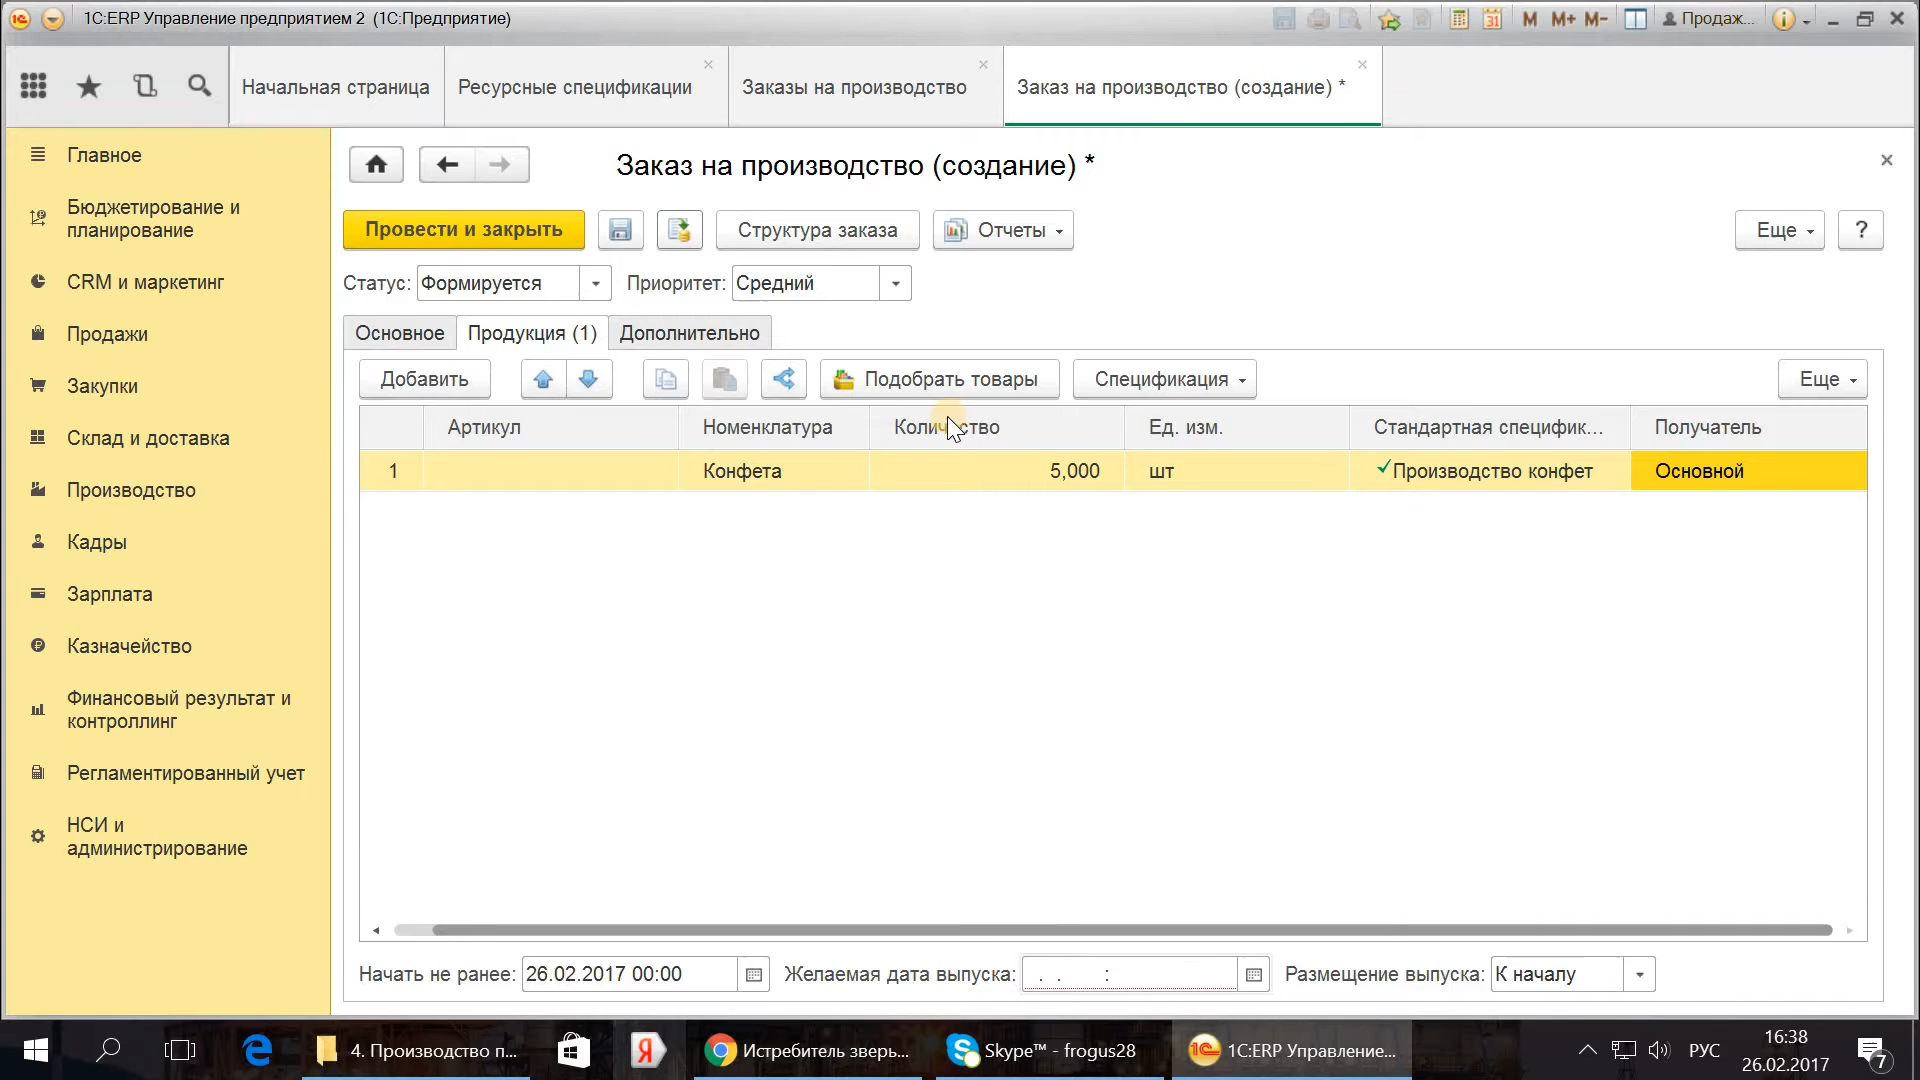 1С:ERP Управление предприятием 2 (1С:Предприятие)
M M+ M-
Продаж...
Начальная страница
Ресурсные спецификации
Заказы на производство
Заказ на производство (создание) *
Главное
Бюджетирование и
планирование
CRM и маркетинг
Продажи
Закупки
Склад и доставка
Производство
Кадры
Зарплата
Казначейство
Финансовый результат и
контроллинг
Регламентированный учет
НСИ и
администрирование
Заказ на производство (создание) *
Провести и закрыть
Структура заказа
Отчеты
Еще
?
Статус: Формируется
Приоритет: Средний
Основное
Продукция (1)
Дополнительно
Добавить
Подобрать товары
Спецификация
Еще
Артикул
Номенклатура
Количество
Ед. изм.
Стандартная специфик...
Получатель
1
Конфета
5,000
шт
Производство конфет
Основной
Начать не ранее: 26.02.2017 00:00
Желаемая дата выпуска: . . :
Размещение выпуска: К началу
4. Производство п...
Истребитель зверь...
Skype™ - frogus28
1С:ERP Управление...
РУС
16:38
26.02.2017
7